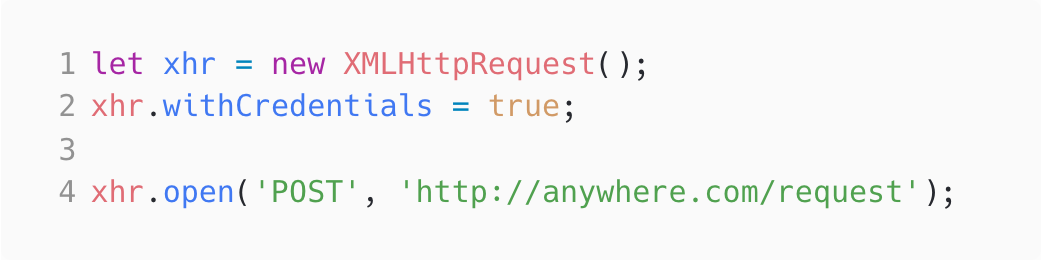 1 let xhr = new XMLHttpRequest();
2 xhr.withCredentials = true;
3
4 xhr.open('POST', 'http://anywhere.com/request');